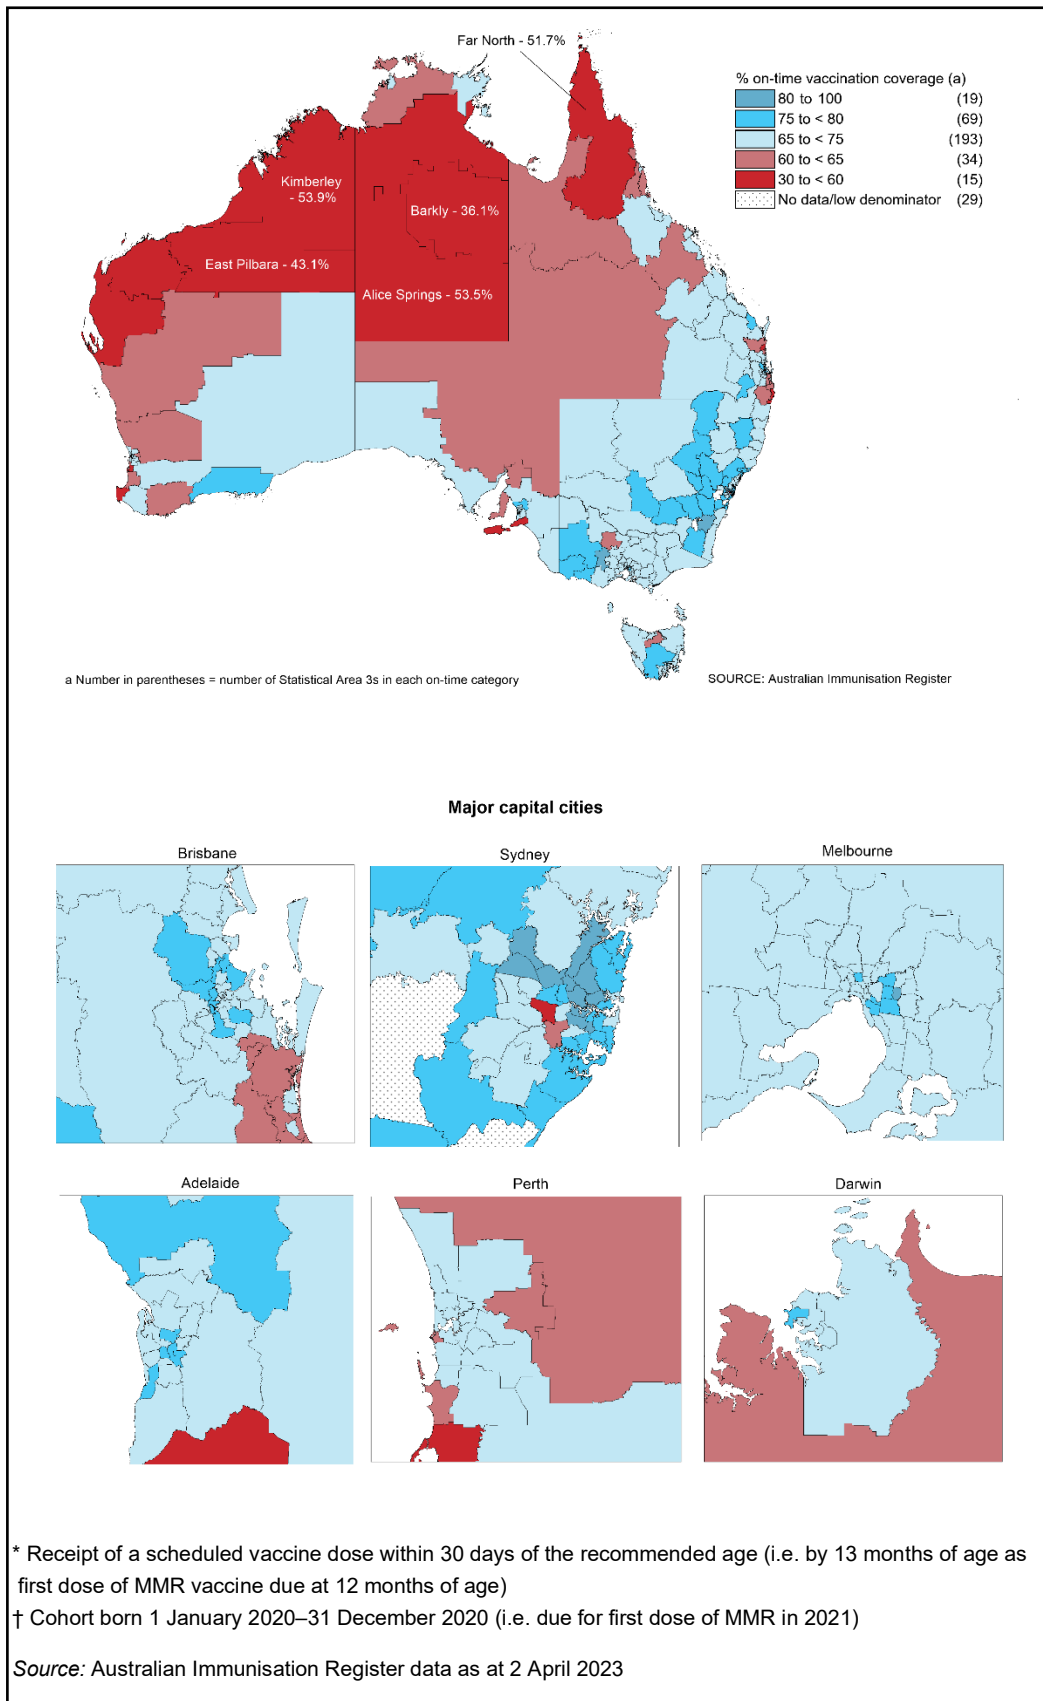 Far North - 51.7%
% on-time vaccination coverage (a)
80 to 100 (19)
75 to < 80 (69)
65 to < 75 (193)
60 to < 65 (34)
30 to < 60 (15)
No data/low denominator (29)
Kimberley
- 53.9%
Barkly - 36.1%
East Pilbara - 43.1%
Alice Springs - 53.5%
a Number in parentheses = number of Statistical Area 3s in each on-time category
SOURCE: Australian Immunisation Register
Major capital cities
Brisbane
Sydney
Melbourne
Adelaide
Perth
Darwin
* Receipt of a scheduled vaccine dose within 30 days of the recommended age (i.e. by 13 months of age as
first dose of MMR vaccine due at 12 months of age)
† Cohort born 1 January 2020–31 December 2020 (i.e. due for first dose of MMR in 2021)
Source: Australian Immunisation Register data as at 2 April 2023